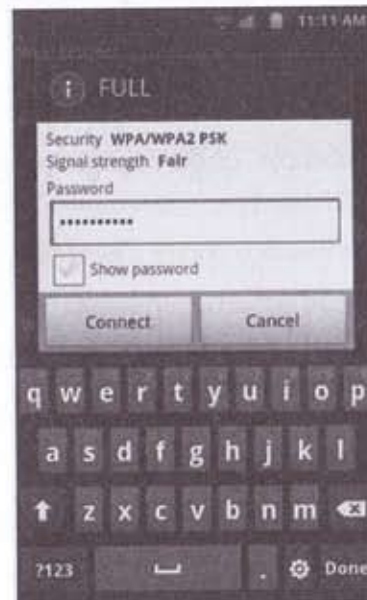 11:11 AM
FULL
Security WPA/WPA2 PSK
Signal strength Fair
Password
••••••••••
Show password
Connect Cancel
q w e r t y u i o p
a s d f g h j k l
z x c v b n m
?123 . Done